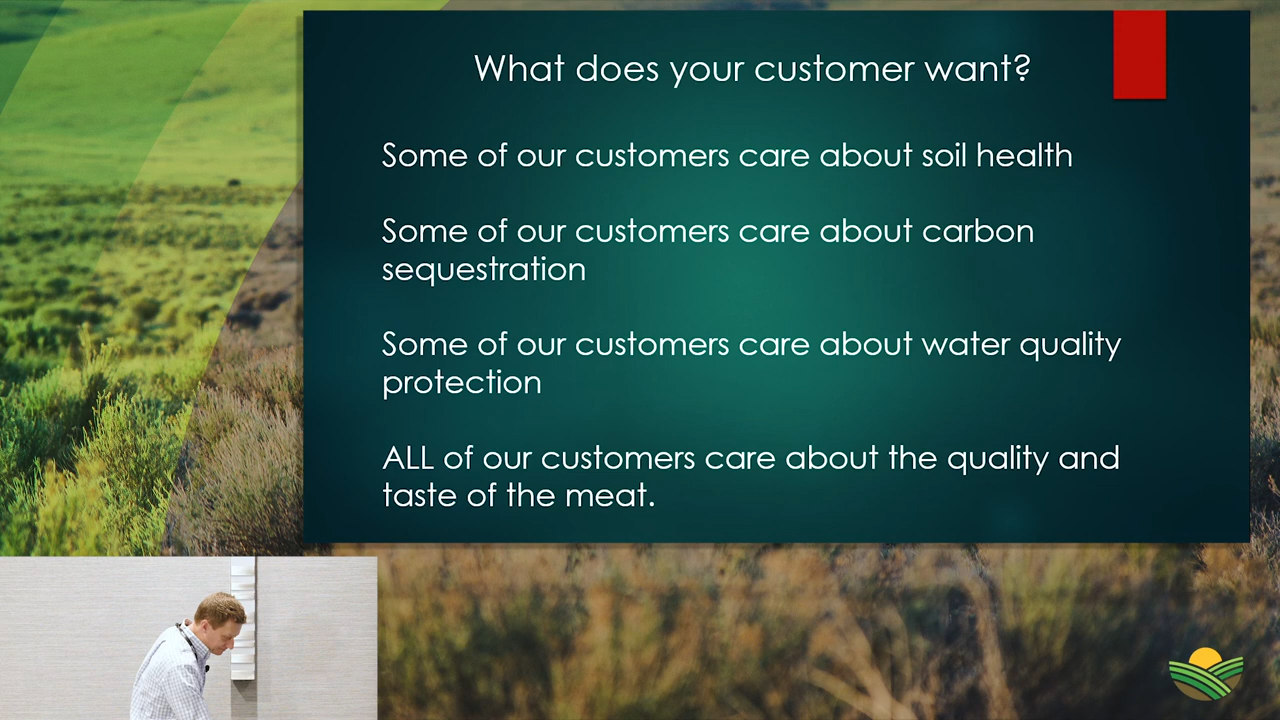 What does your customer want?
Some of our customers care about soil health
Some of our customers care about carbon
sequestration
Some of our customers care about water quality
protection
ALL of our customers care about the quality and
taste of the meat.